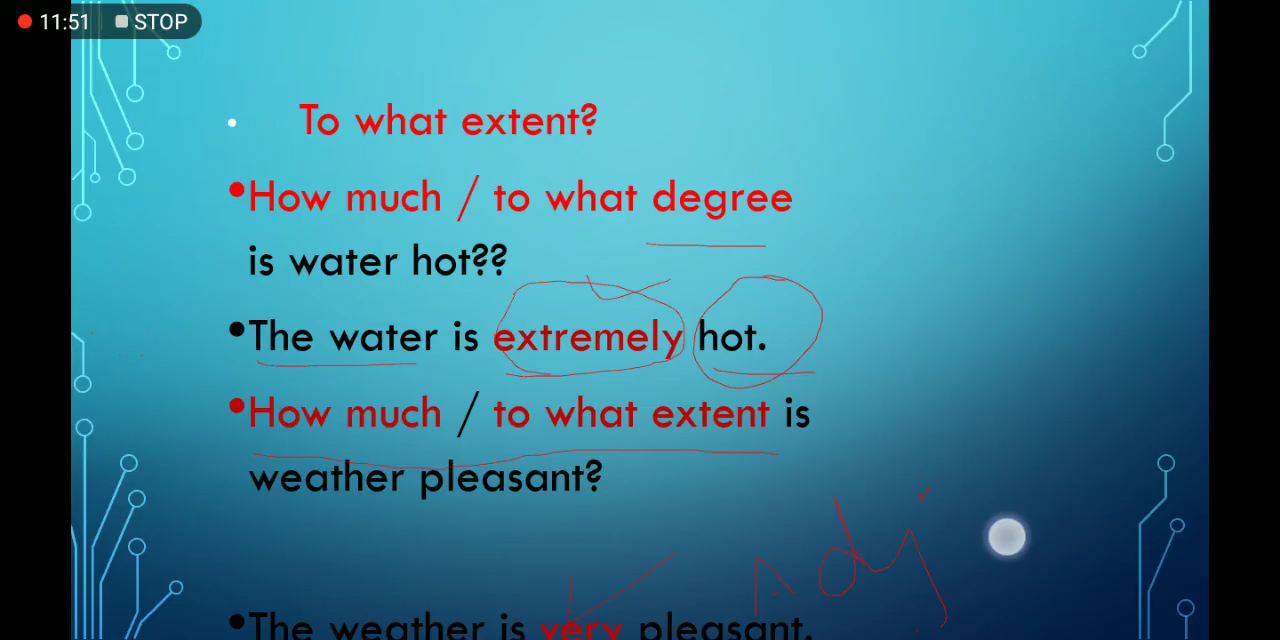 11:51 STOP
• To what extent?
•How much / to what degree
is water hot??
•The water is extremely hot.
•How much / to what extent is
weather pleasant?
Adj
•The weather is very pleasant.